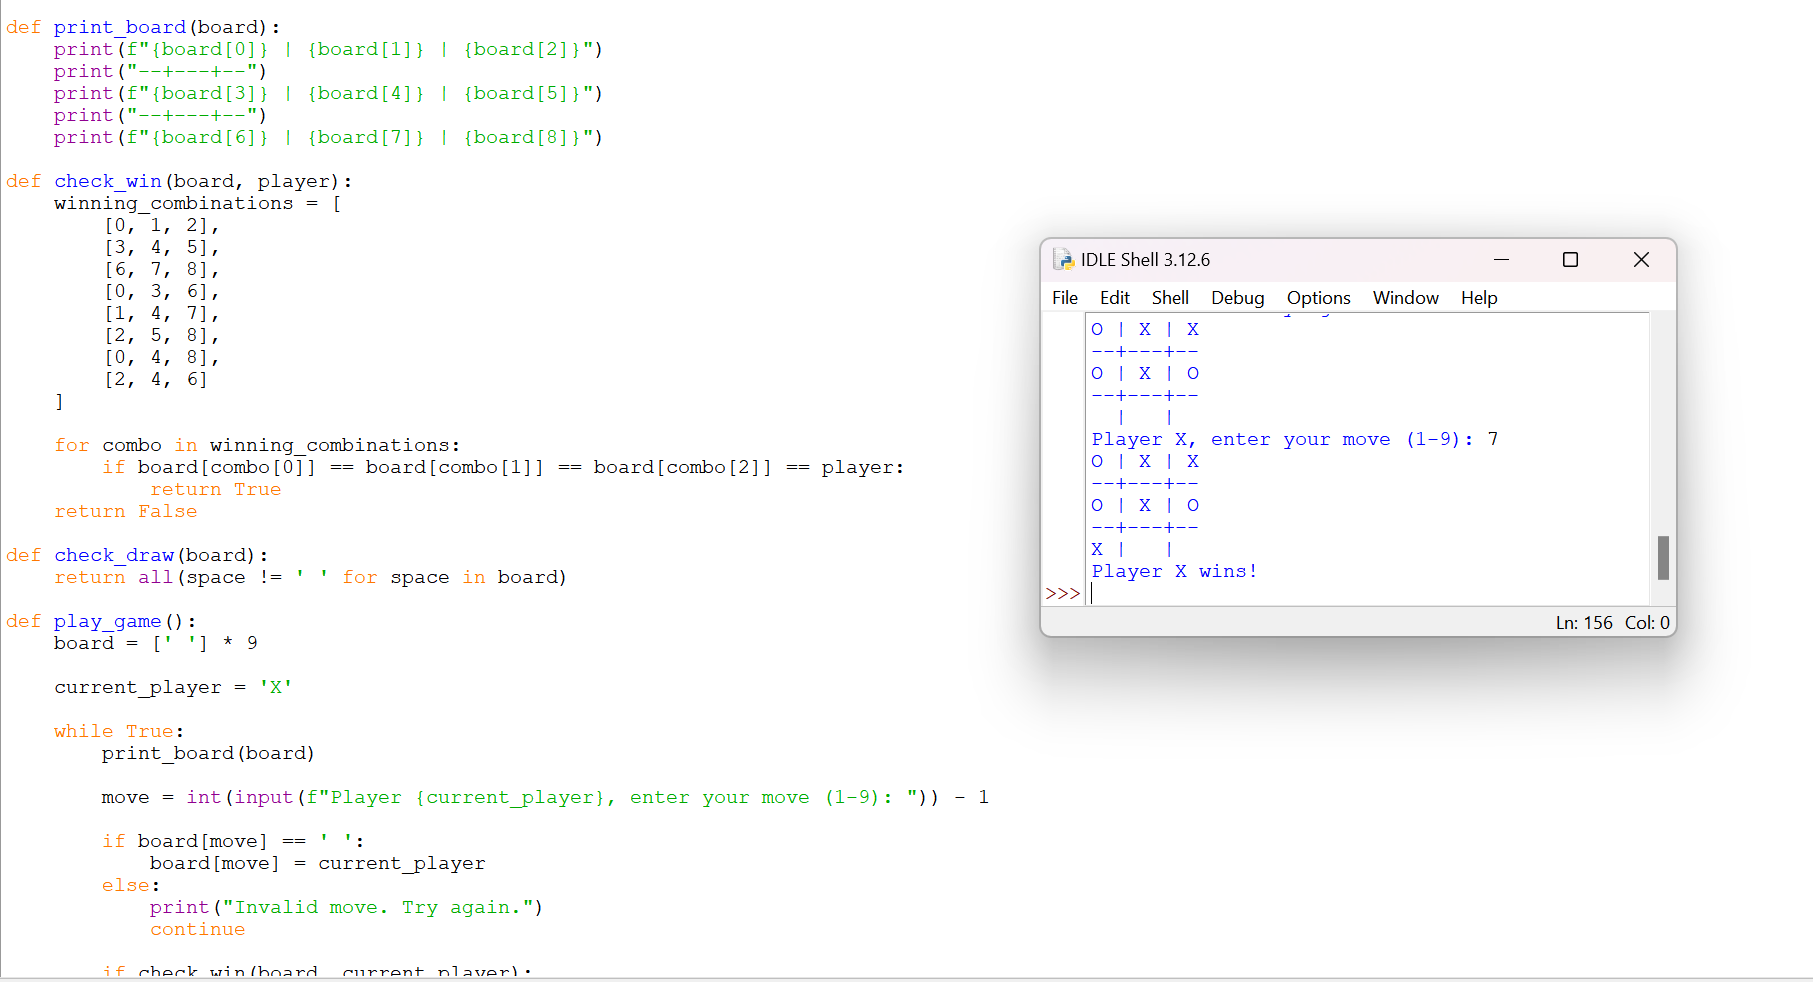 def print_board(board):
    print(f"{board[0]} | {board[1]} | {board[2]}")
    print("--+---+--")
    print(f"{board[3]} | {board[4]} | {board[5]}")
    print("--+---+--")
    print(f"{board[6]} | {board[7]} | {board[8]}")
def check_win(board, player):
    winning_combinations = [
        [0, 1, 2],
        [3, 4, 5],
        [6, 7, 8],
        [0, 3, 6],
        [1, 4, 7],
        [2, 5, 8],
        [0, 4, 8],
        [2, 4, 6]
    ]
    for combo in winning_combinations:
        if board[combo[0]] == board[combo[1]] == board[combo[2]] == player:
            return True
    return False
def check_draw(board):
    return all(space != ' ' for space in board)
def play_game():
    board = [' '] * 9
    current_player = 'X'
    while True:
        print_board(board)
        move = int(input(f"Player {current_player}, enter your move (1-9): ")) - 1
        if board[move] == ' ':
            board[move] = current_player
        else:
            print("Invalid move. Try again.")
            continue
        if check_win(board, current_player):
IDLE Shell 3.12.6
File Edit Shell Debug Options Window Help
O | X | X
--+---+--
O | X | O
--+---+--
  |   |
Player X, enter your move (1-9): 7
O | X | X
--+---+--
O | X | O
--+---+--
X |   |
Player X wins!
>>>
Ln: 156 Col: 0